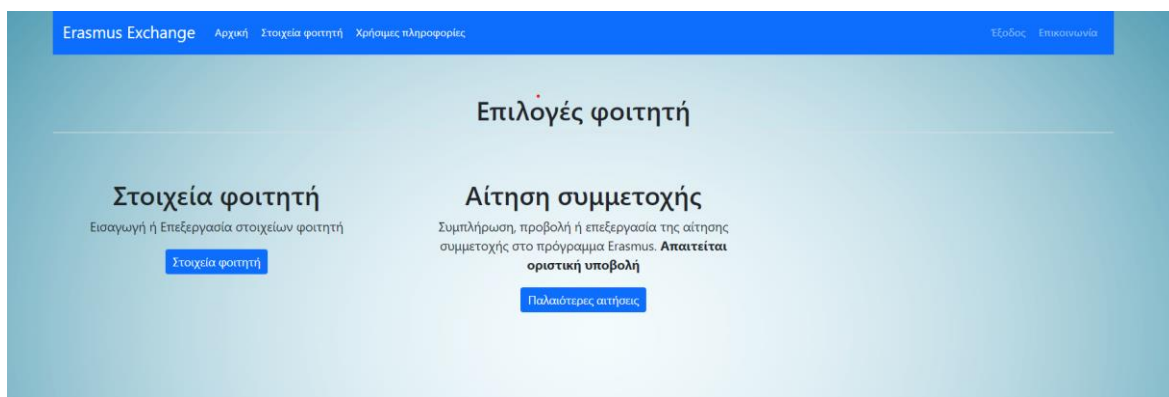 Erasmus Exchange Αρχική Στοιχεία φοιτητή Χρήσιμες πληροφορίες Έξοδος Επικοινωνία
Επιλογές φοιτητή
Στοιχεία φοιτητή
Εισαγωγή ή Επεξεργασία στοιχείων φοιτητή
Στοιχεία φοιτητή
Αίτηση συμμετοχής
Συμπλήρωση, προβολή ή επεξεργασία της αίτησης
συμμετοχής στο πρόγραμμα Erasmus. Απαιτείται
οριστική υποβολή
Παλαιότερες αιτήσεις